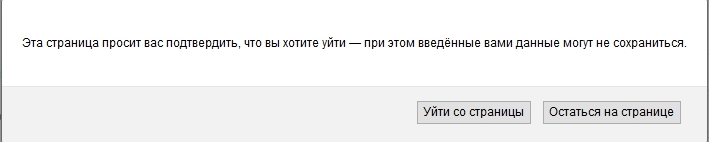 Эта страница просит вас подтвердить, что вы хотите уйти — при этом введённые вами данные могут не сохраниться.
Уйти со страницы Остаться на странице